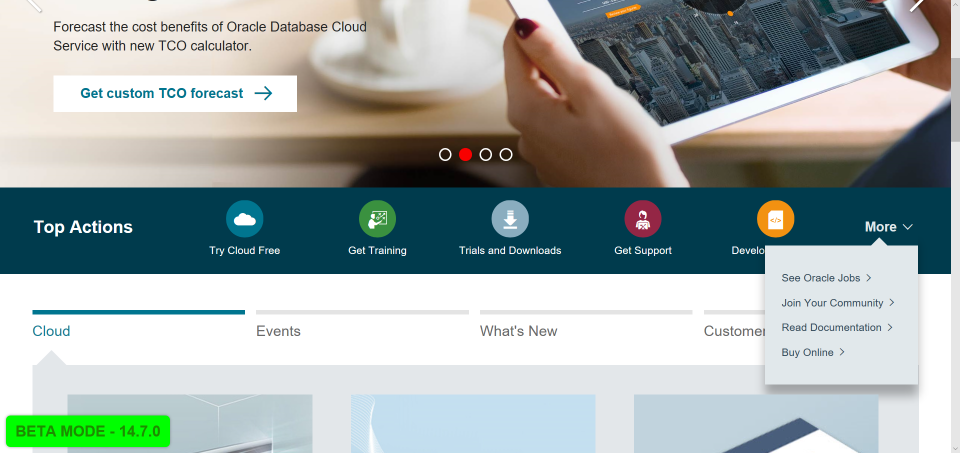 Forecast the cost benefits of Oracle Database Cloud
Service with new TCO calculator.
Get custom TCO forecast
Top Actions
Try Cloud Free
Get Training
Trials and Downloads
Get Support
More
See Oracle Jobs
Join Your Community
Read Documentation
Buy Online
Cloud
Events
What's New
BETA MODE - 14.7.0